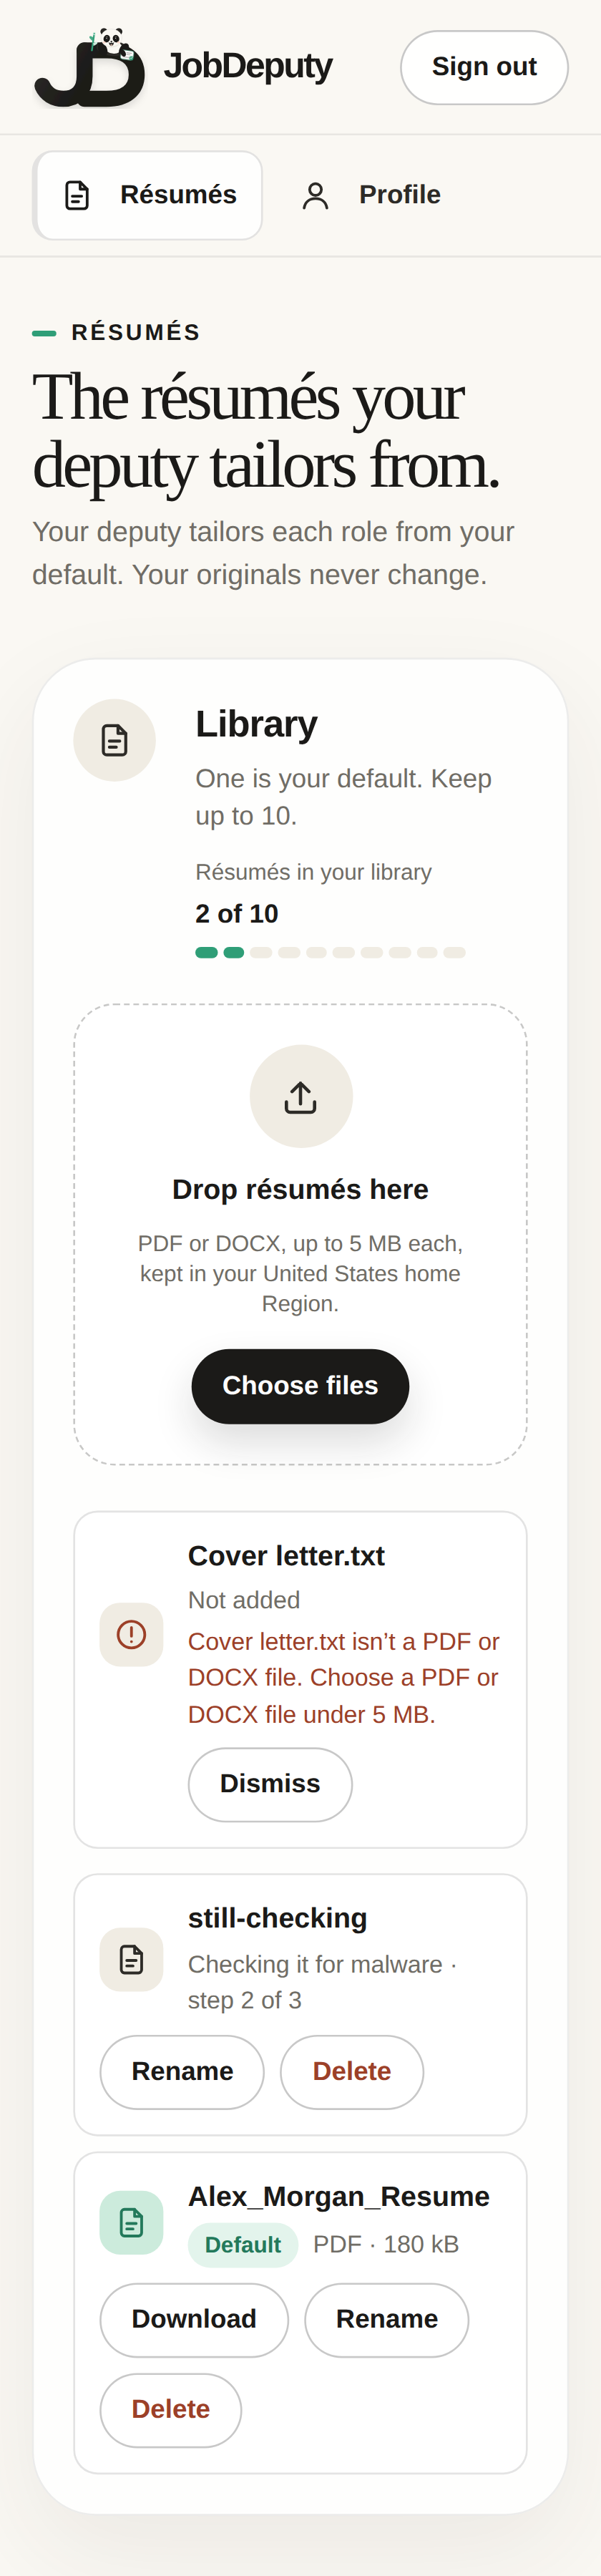 JobDeputy
Sign out
Résumés
Profile
RÉSUMÉS
The résumés your
deputy tailors from.
Your deputy tailors each role from your
default. Your originals never change.
Library
One is your default. Keep
up to 10.
Résumés in your library
2 of 10
Drop résumés here
PDF or DOCX, up to 5 MB each,
kept in your United States home
Region.
Choose files
Cover letter.txt
Not added
Cover letter.txt isn’t a PDF or
DOCX file. Choose a PDF or
DOCX file under 5 MB.
Dismiss
still-checking
Checking it for malware ·
step 2 of 3
Rename
Delete
Alex_Morgan_Resume
Default
PDF · 180 kB
Download
Rename
Delete